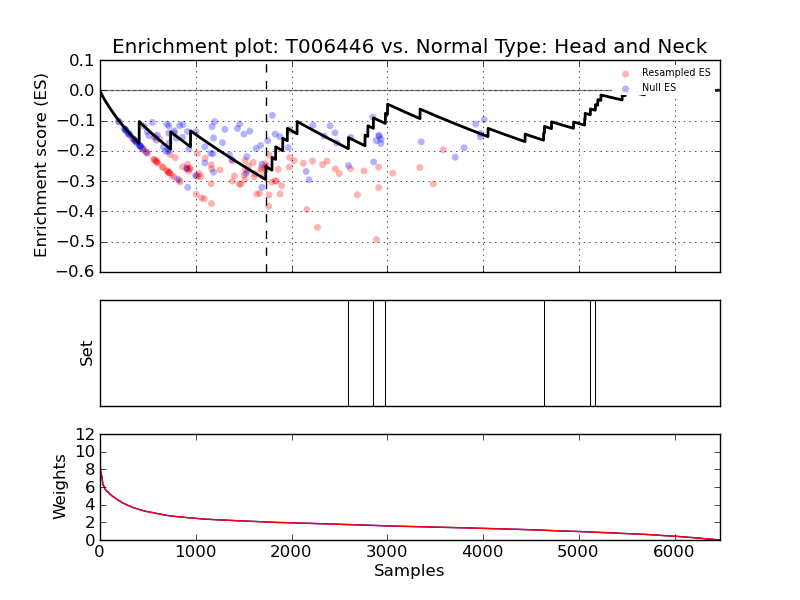 Enrichment plot: T006446 vs. Normal Type: Head and Neck
Enrichment score (ES)
0.1
0.0
−0.1
−0.2
−0.3
−0.4
−0.5
−0.6
Resampled ES
Null ES
Set
Weights
12
10
8
6
4
2
0
0 1000 2000 3000 4000 5000 6000
Samples